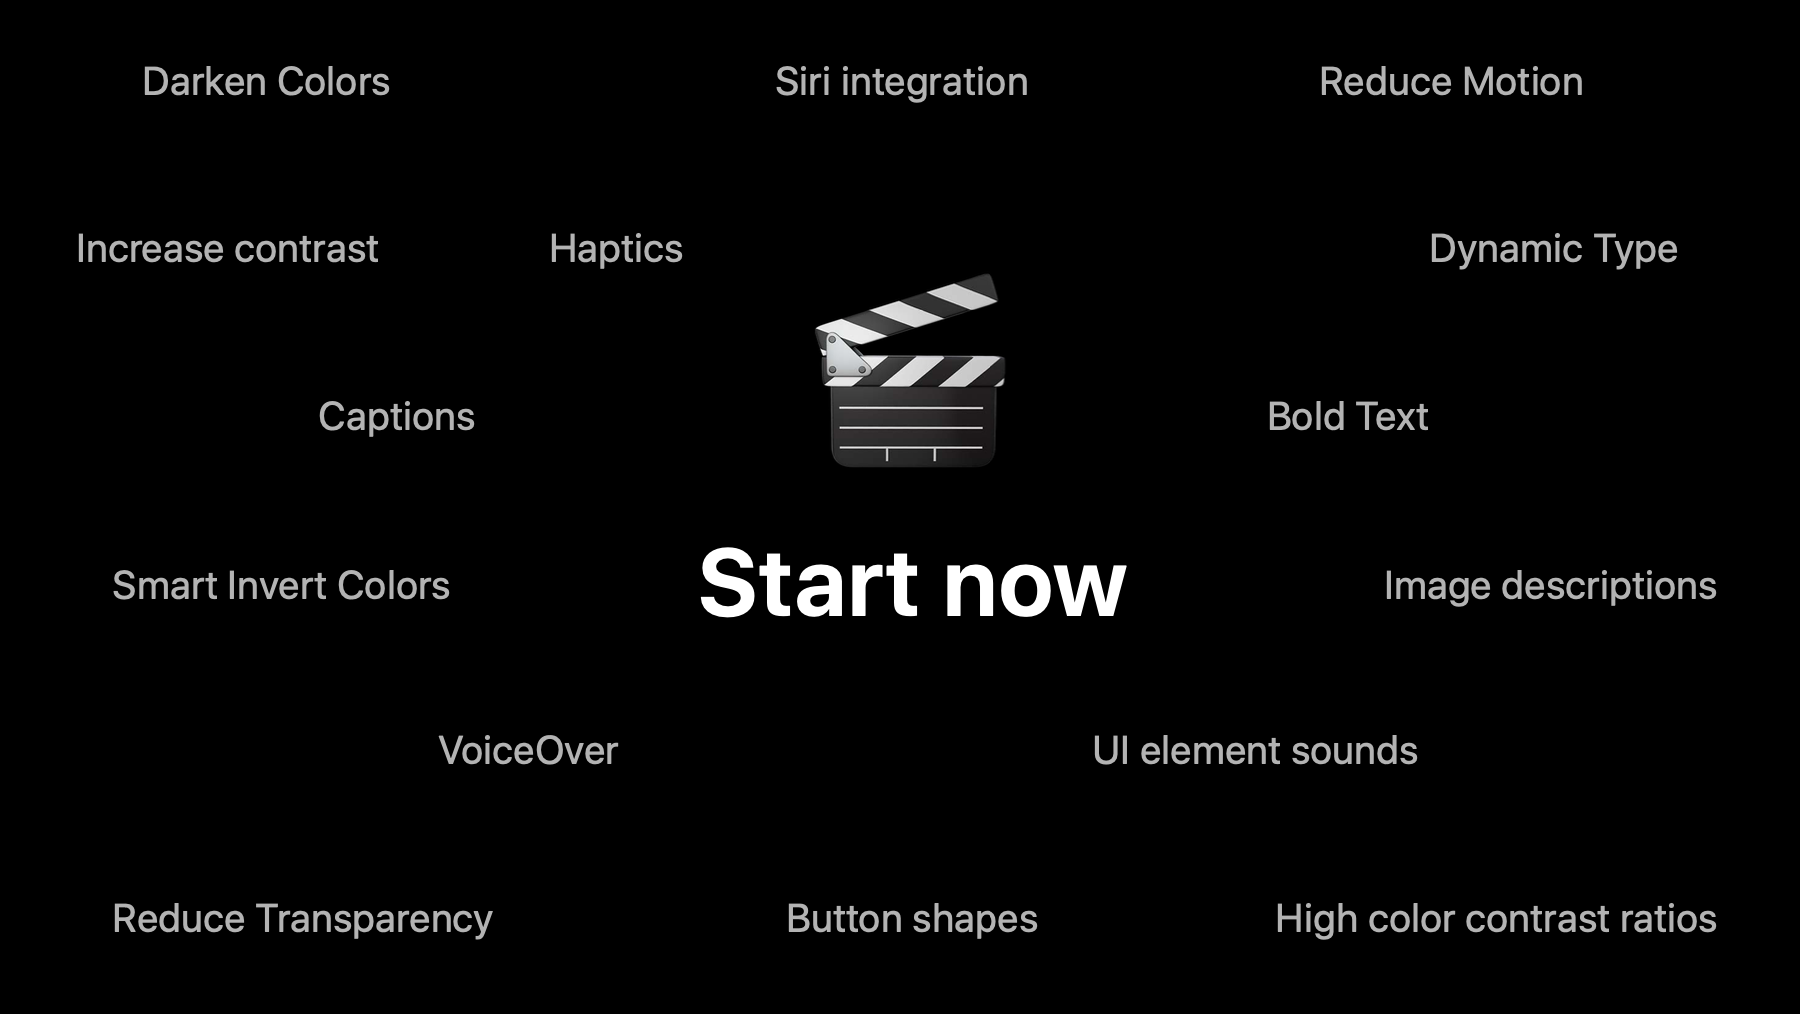 Darken Colors
Siri integration
Reduce Motion
Increase contrast
Haptics
Dynamic Type
Captions
Bold Text
Smart Invert Colors
Start now
Image descriptions
VoiceOver
UI element sounds
Reduce Transparency
Button shapes
High color contrast ratios